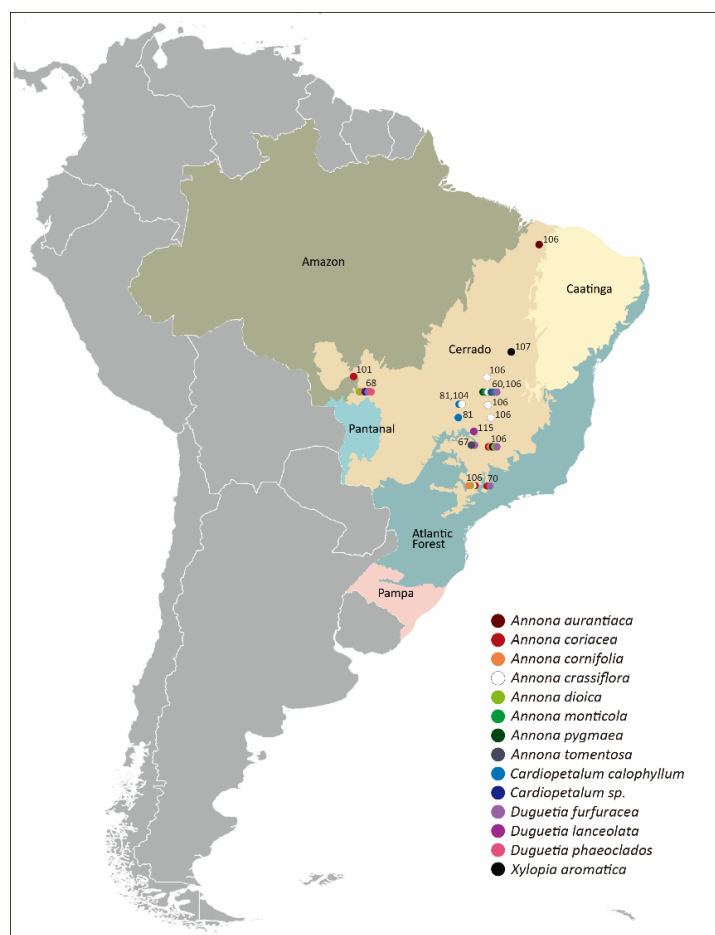 106
Amazon
Caatinga
107
Cerrado
101
106
68
60,106
81,104
106
81
106
Pantanal
115
67
106
106
70
Atlantic
Forest
Pampa
Annona aurantiaca
Annona coriacea
Annona cornifolia
Annona crassiflora
Annona dioica
Annona monticola
Annona pygmaea
Annona tomentosa
Cardiopetalum calophyllum
Cardiopetalum sp.
Duguetia furfuracea
Duguetia lanceolata
Duguetia phaeoclados
Xylopia aromatica